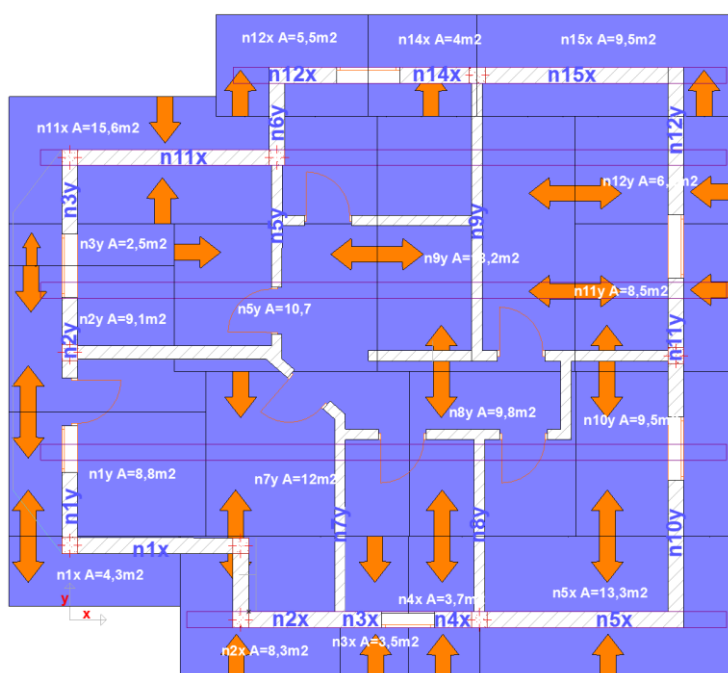 n12x A=5,5m2
n14x A=4m2
n15x A=9,5m2
n12x
n14x
n15x
n11x A=15,6m2
n6y
n12y
n11x
n3y
n5y
n9y
n12y A=6,
n3y A=2,5m2
n9y A=13,2m2
n11y A=8,5m2
n5y A=10,7
n2y A=9,1m2
n2y
n11y
n8y A=9,8m2
n10y A=9,5m2
n1y A=8,8m2
n7y A=12m2
n1y
n7y
n8y
n10y
n1x
n1x A=4,3m2
n5x A=13,3m2
n4x A=3,7m
y
x
n2x
n3x
n4x
n5x
n3x A=3,5m2
n2x A=8,3m2